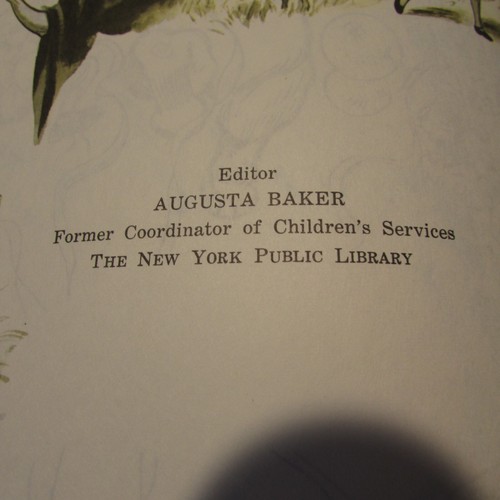 Editor
AUGUSTA BAKER
Former Coordinator of Children's Services
THE NEW YORK PUBLIC LIBRARY